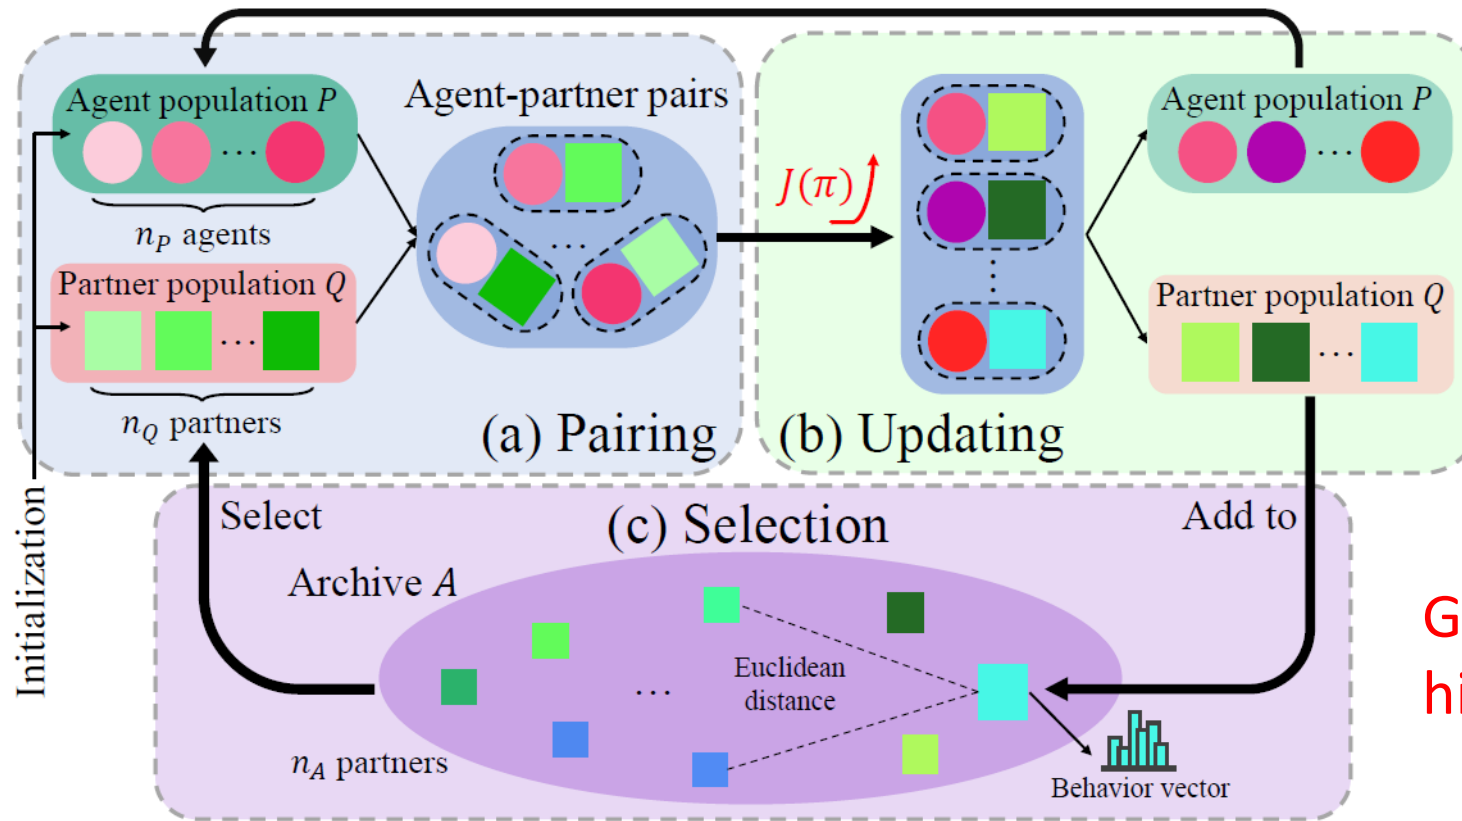 Agent population P
n_P agents
Partner population Q
n_Q partners
Agent-partner pairs
(a) Pairing
J(π)
Agent population P
Partner population Q
(b) Updating
Initialization
Select
(c) Selection
Add to
Archive A
Euclidean
distance
n_A partners
Behavior vector